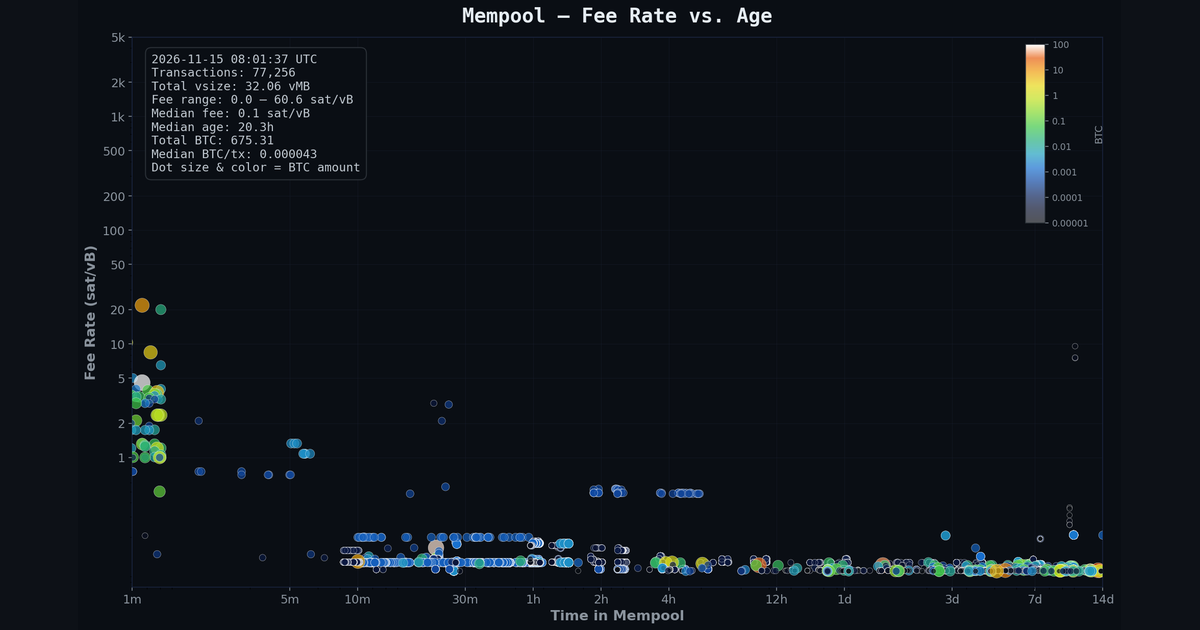 Mempool — Fee Rate vs. Age
2026-11-15 08:01:37 UTC
Transactions: 77,256
Total vsize: 32.06 vMB
Fee range: 0.0 – 60.6 sat/vB
Median fee: 0.1 sat/vB
Median age: 20.3h
Total BTC: 675.31
Median BTC/tx: 0.000043
Dot size & color = BTC amount
5k
2k
1k
500
200
100
50
20
10
5
2
1
Fee Rate (sat/vB)
100
10
1
0.1
0.01
0.001
0.0001
0.00001
BTC
1m 5m 10m 30m 1h 2h 4h 12h 1d 3d 7d 14d
Time in Mempool